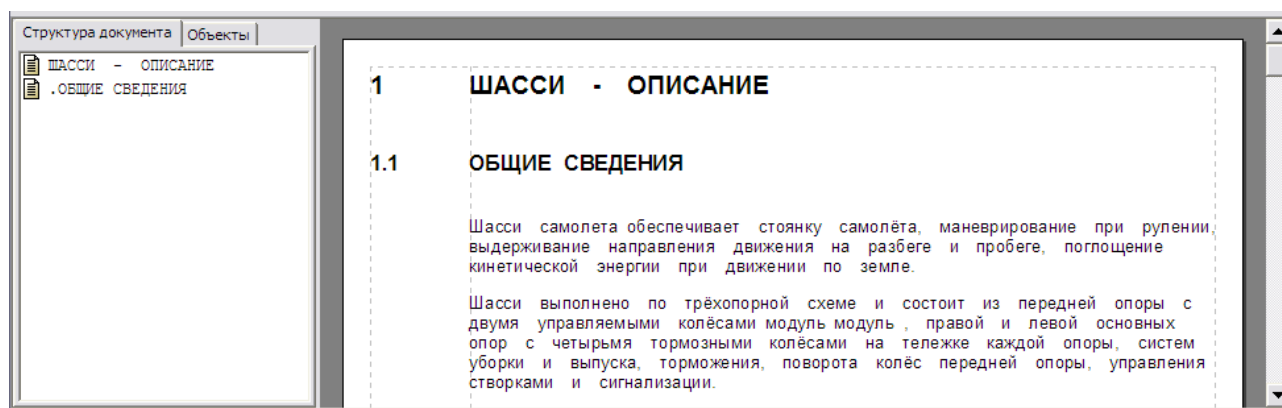 Структура документа Объекты
ШАССИ - ОПИСАНИЕ
.ОБЩИЕ СВЕДЕНИЯ
1 ШАССИ - ОПИСАНИЕ
1.1 ОБЩИЕ СВЕДЕНИЯ
Шасси самолета обеспечивает стоянку самолёта, маневрирование при рулении,
выдерживание направления движения на разбеге и пробеге, поглощение
кинетической энергии при движении по земле.
Шасси выполнено по трёхопорной схеме и состоит из передней опоры с
двумя управляемыми колёсами модуль модуль , правой и левой основных
опор с четырьмя тормозными колёсами на тележке каждой опоры, систем
уборки и выпуска, торможения, поворота колёс передней опоры, управления
створками и сигнализации.